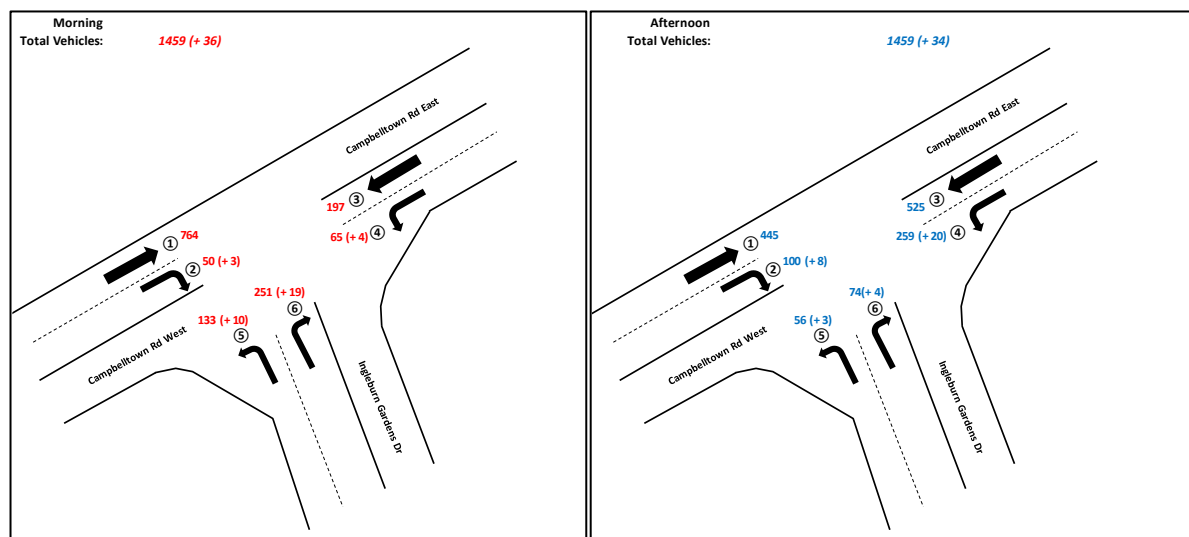 Morning
Total Vehicles: 1459 (+ 36)
Campbelltown Rd East
③
197
④
65 (+ 4)
① 764
② 50 (+ 3)
251 (+ 19)
⑥
133 (+ 10)
⑤
Campbelltown Rd West
Ingleburn Gardens Dr
Afternoon
Total Vehicles: 1459 (+ 34)
Campbelltown Rd East
③
525
④
259 (+ 20)
① 445
② 100 (+ 8)
74(+ 4)
⑥
56 (+ 3)
⑤
Campbelltown Rd West
Ingleburn Gardens Dr